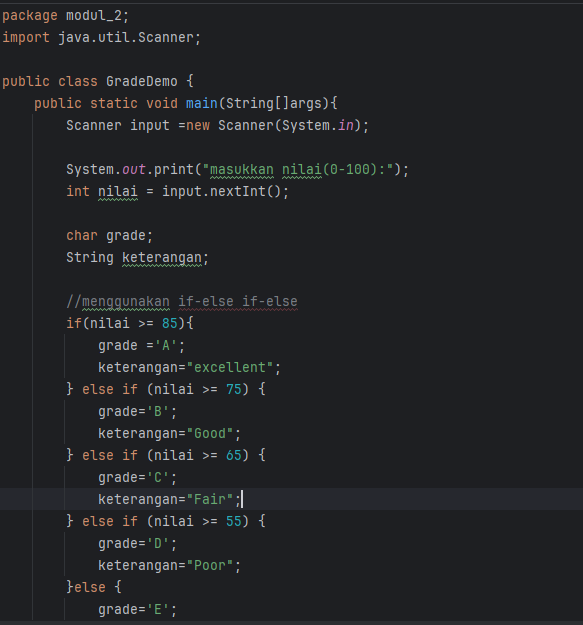 package modul_2;
import java.util.Scanner;

public class GradeDemo {
    public static void main(String[]args){
        Scanner input =new Scanner(System.in);

        System.out.print("masukkan nilai(0-100):");
        int nilai = input.nextInt();

        char grade;
        String keterangan;

        //menggunakan if-else if-else
        if(nilai >= 85){
            grade ='A';
            keterangan="excellent";
        } else if (nilai >= 75) {
            grade='B';
            keterangan="Good";
        } else if (nilai >= 65) {
            grade='C';
            keterangan="Fair";
        } else if (nilai >= 55) {
            grade='D';
            keterangan="Poor";
        }else {
            grade='E';